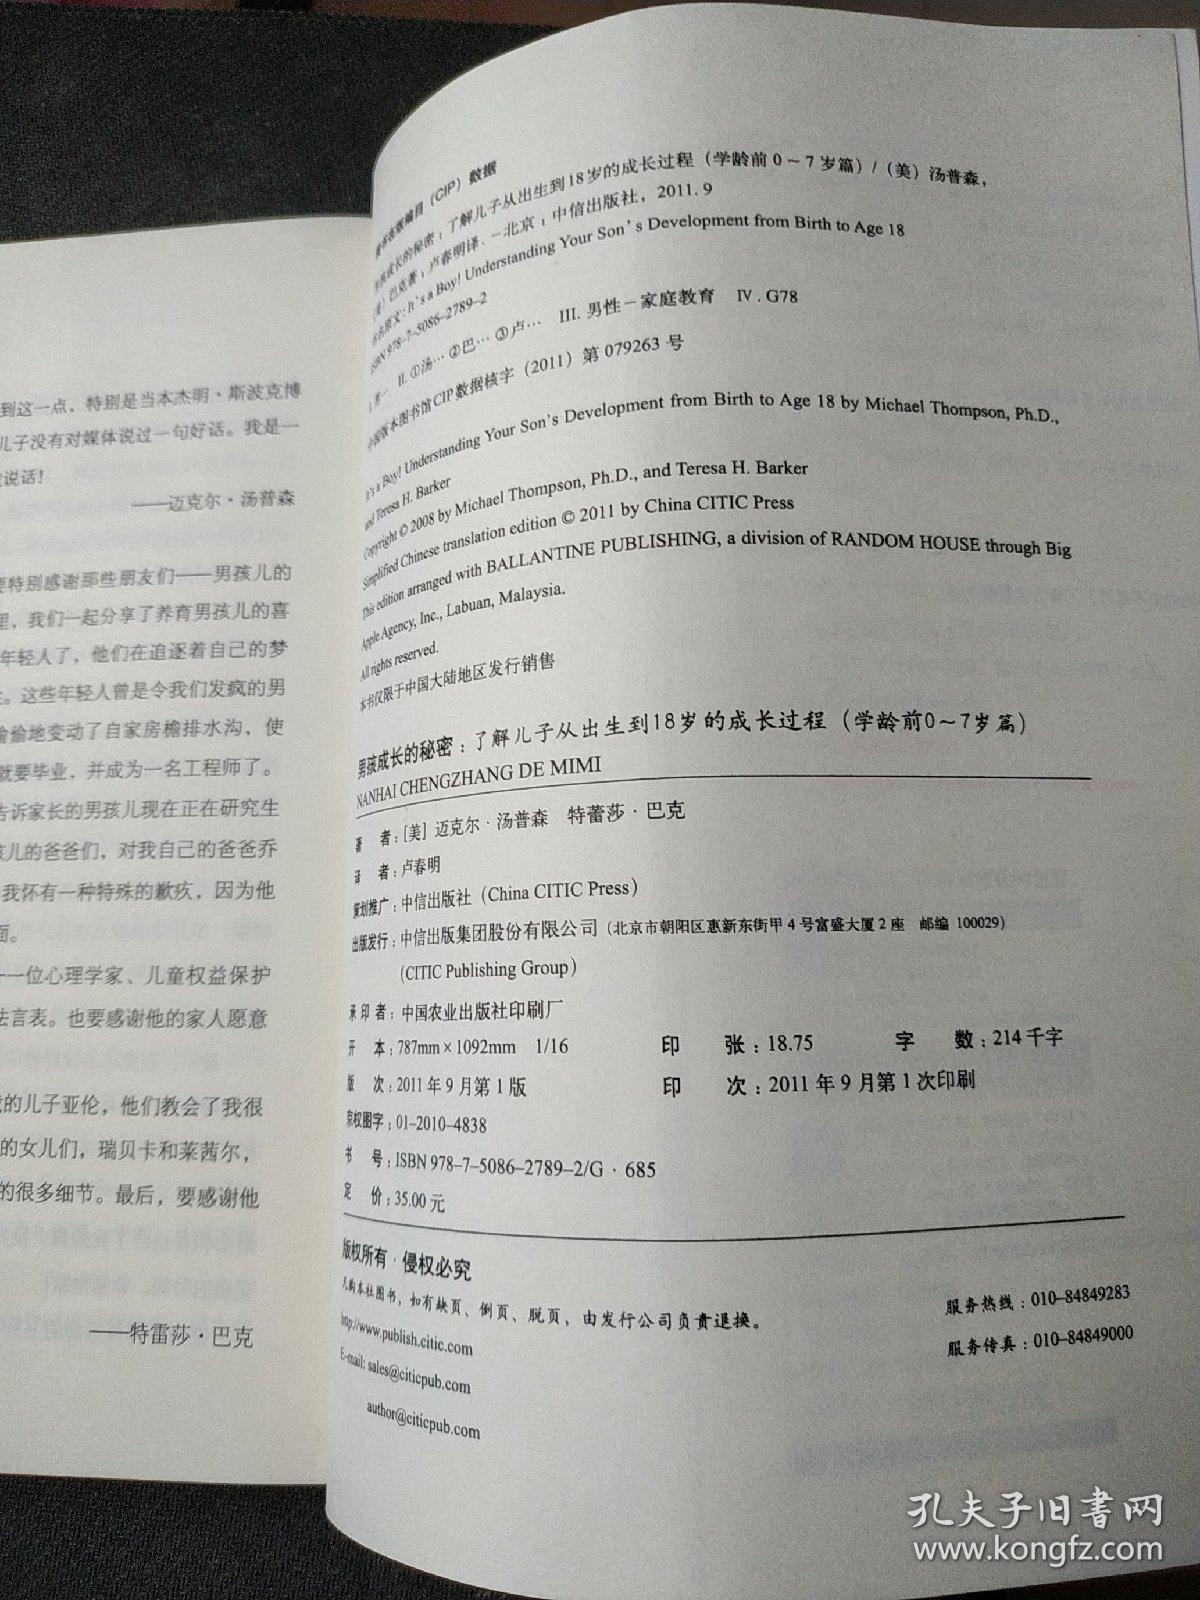 到这一点，特别是当本杰明·斯波克博
儿子没有对媒体说过一句好话。我是一
说话！
——迈克尔·汤普森
要特别感谢那些朋友们——男孩儿的
里，我们一起分享了养育男孩儿的喜
年轻人了，他们在追逐着自己的梦
。这些年轻人曾是令我们发疯的男
偷偷地变动了自家房檐排水沟，使
就要毕业，并成为一名工程师了。
告诉家长的男孩儿现在正在研究生
孩儿的爸爸们，对我自己的爸爸乔
我怀有一种特殊的歉疚，因为他
面。
一位心理学家、儿童权益保护
法言表。也要感谢他的家人愿意
的儿子亚伦，他们教会了我很
的女儿们，瑞贝卡和莱茜尔，
的很多细节。最后，要感谢他
——特雷莎·巴克
图书在版编目（CIP）数据
男孩成长的秘密：了解儿子从出生到18岁的成长过程（学龄前0～7岁篇）/（美）汤普森，
（美）巴克著；卢春明译.－北京：中信出版社，2011.9
书名原文：It's a Boy! Understanding Your Son's Development from Birth to Age 18
ISBN 978-7-5086-2789-2
I.男… II.①汤…②巴…③卢… III.男性－家庭教育 IV.G78
中国版本图书馆CIP数据核字（2011）第079263号
It's a Boy! Understanding Your Son's Development from Birth to Age 18 by Michael Thompson, Ph.D.,
and Teresa H. Barker
Copyright © 2008 by Michael Thompson, Ph.D., and Teresa H. Barker
Simplified Chinese translation edition © 2011 by China CITIC Press
This edition arranged with BALLANTINE PUBLISHING, a division of RANDOM HOUSE through Big
Apple Agency, Inc., Labuan, Malaysia.
All rights reserved.
本书仅限于中国大陆地区发行销售
男孩成长的秘密：了解儿子从出生到18岁的成长过程（学龄前0～7岁篇）
NANHAI CHENGZHANG DE MIMI
著 者：［美］迈克尔·汤普森 特蕾莎·巴克
译 者：卢春明
策划推广：中信出版社（China CITIC Press）
出版发行：中信出版集团股份有限公司（北京市朝阳区惠新东街甲4号富盛大厦2座 邮编 100029）
（CITIC Publishing Group）
承印者：中国农业出版社印刷厂
开 本：787mm×1092mm 1/16 印 张：18.75 字 数：214千字
版 次：2011年9月第1版 印 次：2011年9月第1次印刷
京权图字：01-2010-4838
书 号：ISBN 978-7-5086-2789-2/G·685
定 价：35.00元
版权所有·侵权必究
凡购本社图书，如有缺页、倒页、脱页，由发行公司负责退换。 服务热线：010-84849283
http://www.publish.citic.com 服务传真：010-84849000
E-mail: sales@citicpub.com
author@citicpub.com
孔夫子旧书网
www.kongfz.com